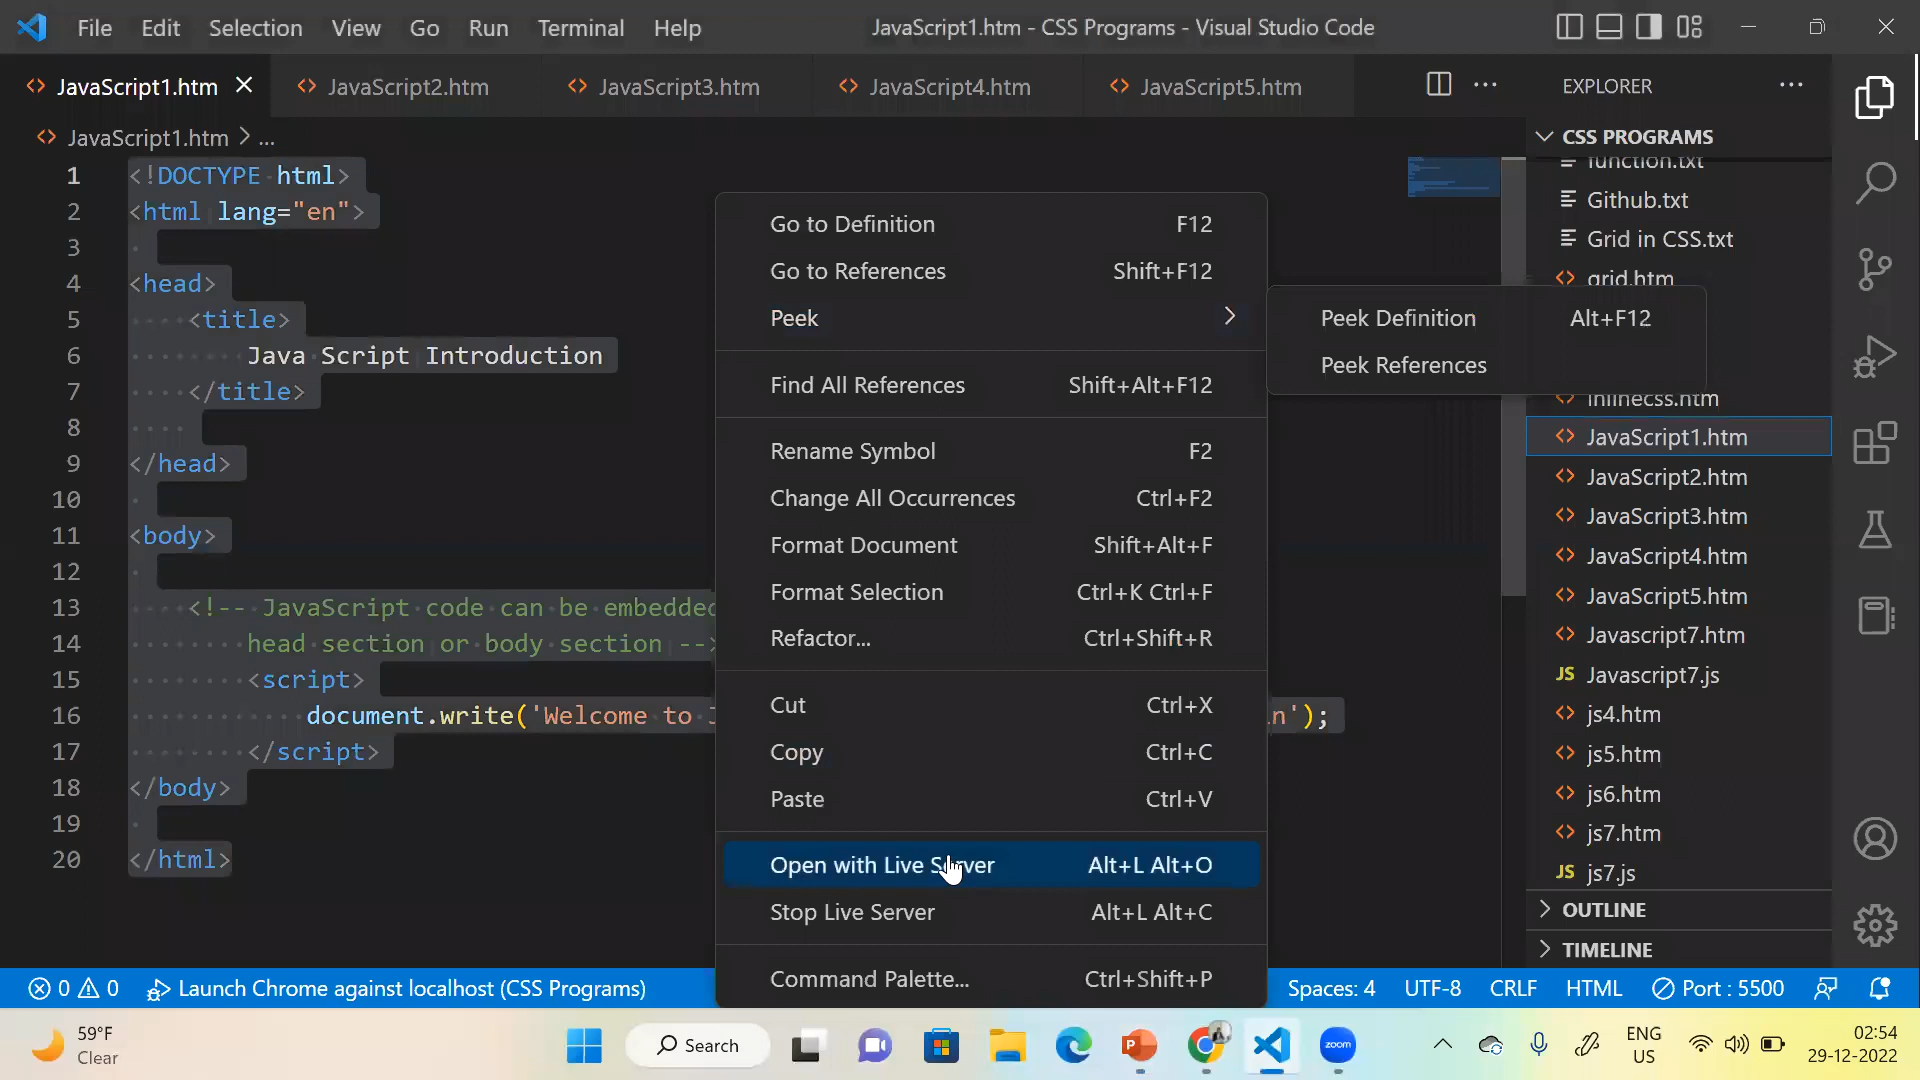 File Edit Selection View Go Run Terminal Help
JavaScript1.htm - CSS Programs - Visual Studio Code
JavaScript1.htm JavaScript2.htm JavaScript3.htm JavaScript4.htm JavaScript5.htm
JavaScript1.htm > ...
1 <!DOCTYPE html>
2 <html lang="en">
3
4 <head>
5 <title>
6 Java Script Introduction
7 </title>
8
9 </head>
10
11 <body>
12
13 <!-- JavaScript code can be embedded
14 head section or body section -->
15 <script>
16 document.write('Welcome to n');
17 </script>
18 </body>
19
20 </html>
Go to Definition F12
Go to References Shift+F12
Peek
Find All References Shift+Alt+F12
Rename Symbol F2
Change All Occurrences Ctrl+F2
Format Document Shift+Alt+F
Format Selection Ctrl+K Ctrl+F
Refactor... Ctrl+Shift+R
Cut Ctrl+X
Copy Ctrl+C
Paste Ctrl+V
Open with Live Server Alt+L Alt+O
Stop Live Server Alt+L Alt+C
Command Palette... Ctrl+Shift+P
Peek Definition Alt+F12
Peek References
EXPLORER
CSS PROGRAMS
function.txt
Github.txt
Grid in CSS.txt
grid.htm
inlinecss.htm
JavaScript1.htm
JavaScript2.htm
JavaScript3.htm
JavaScript4.htm
JavaScript5.htm
Javascript7.htm
JS Javascript7.js
js4.htm
js5.htm
js6.htm
js7.htm
JS js7.js
OUTLINE
TIMELINE
0 0 Launch Chrome against localhost (CSS Programs) Spaces: 4 UTF-8 CRLF HTML Port : 5500
59°F
Clear
Search
P
zoom
ENG
US
02:54
29-12-2022